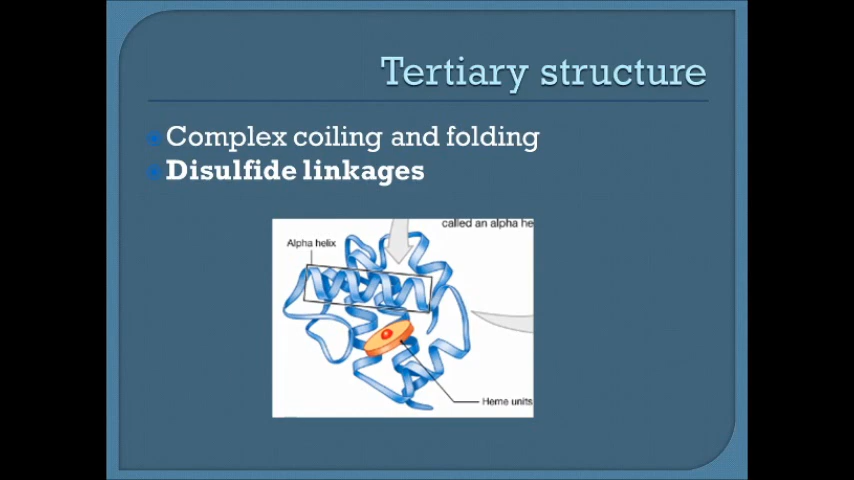 Tertiary structure
Complex coiling and folding
Disulfide linkages
called an alpha he
Alpha helix
Heme units